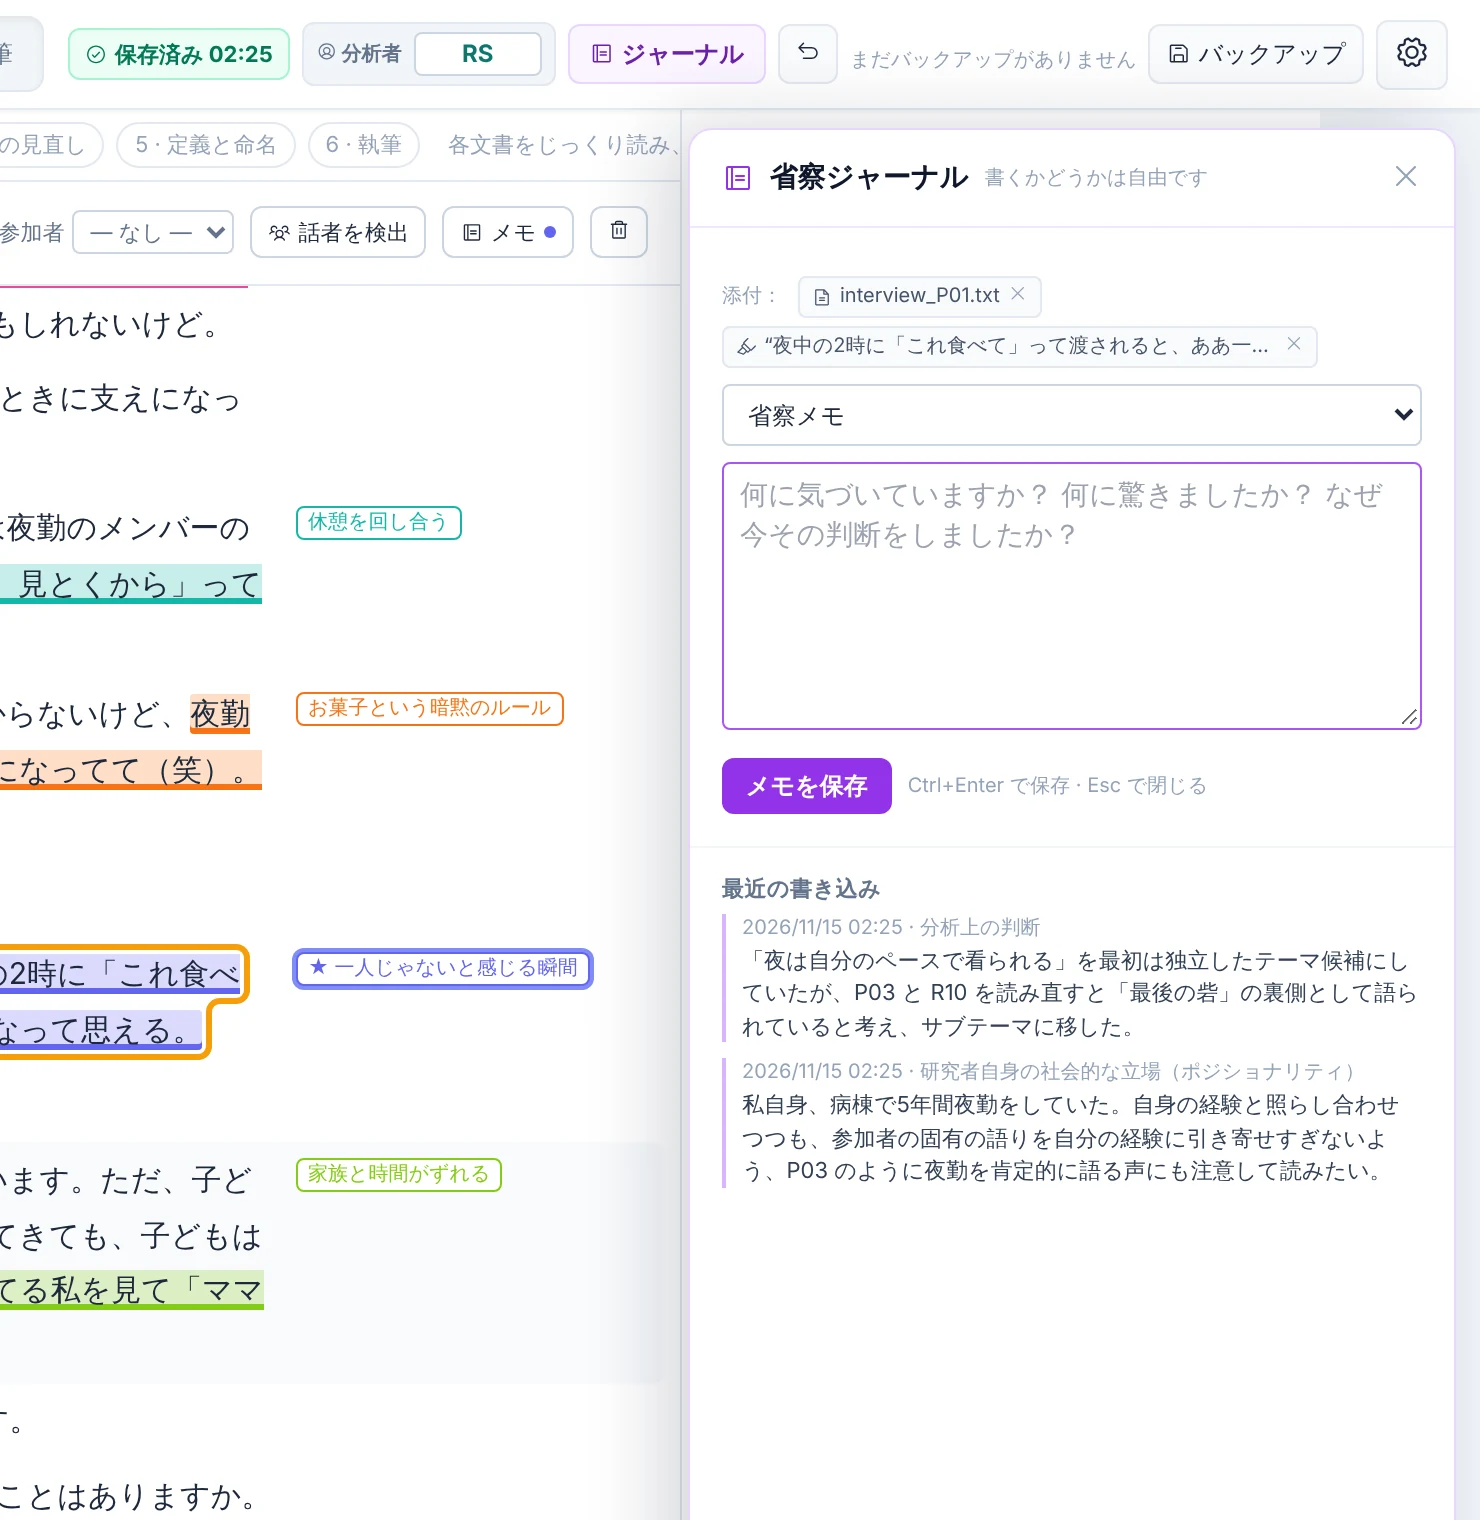 筆
保存済み 02:25
分析者
RS
ジャーナル
まだバックアップがありません
バックアップ
の見直し
5 · 定義と命名
6 · 執筆
各文書をじっくり読み、
参加者
— なし —
話者を検出
メモ
もしれないけど。
ときに支えになっ
は夜勤のメンバーの
休憩を回し合う
見とくから」って
からないけど、夜勤
お菓子という暗黙のルール
になってて（笑）。
の2時に「これ食べ
★ 一人じゃないと感じる瞬間
なって思える。
います。ただ、子ど
家族と時間がずれる
てきても、子どもは
てる私を見て「ママ
す。
ことはありますか。
省察ジャーナル
書くかどうかは自由です
添付：
interview_P01.txt
“夜中の2時に「これ食べて」って渡されると、ああ一…
省察メモ
何に気づいていますか？ 何に驚きましたか？ なぜ
今その判断をしましたか？
メモを保存
Ctrl+Enter で保存 · Esc で閉じる
最近の書き込み
2026/11/15 02:25 · 分析上の判断
「夜は自分のペースで看られる」を最初は独立したテーマ候補にし
ていたが、P03 と R10 を読み直すと「最後の砦」の裏側として語ら
れていると考え、サブテーマに移した。
2026/11/15 02:25 · 研究者自身の社会的な立場（ポジショナリティ）
私自身、病棟で5年間夜勤をしていた。自身の経験と照らし合わせ
つつも、参加者の固有の語りを自分の経験に引き寄せすぎないよ
う、P03 のように夜勤を肯定的に語る声にも注意して読みたい。